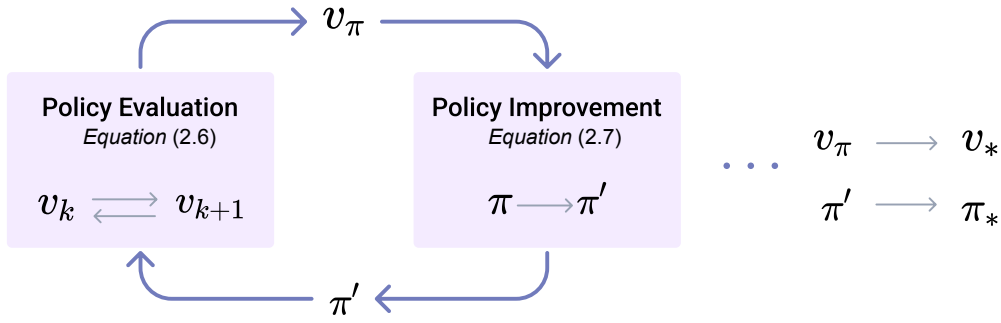 v_π
Policy Evaluation
Equation (2.6)
v_k v_{k+1}
Policy Improvement
Equation (2.7)
π → π′
π′
. . .
v_π → v_*
π′ → π_*